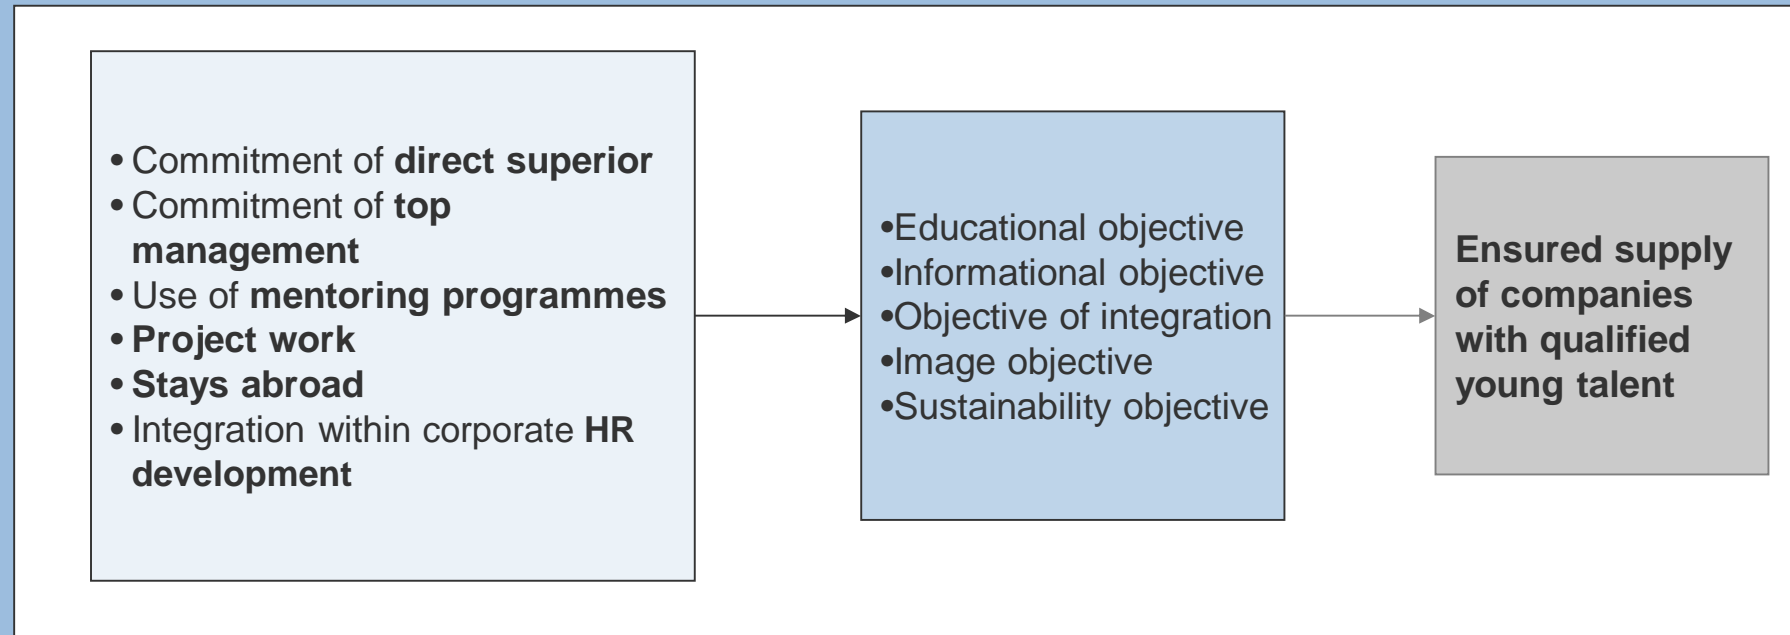 • Commitment of direct superior
• Commitment of top
management
• Use of mentoring programmes
• Project work
• Stays abroad
• Integration within corporate HR
development
•Educational objective
•Informational objective
•Objective of integration
•Image objective
•Sustainability objective
Ensured supply
of companies
with qualified
young talent